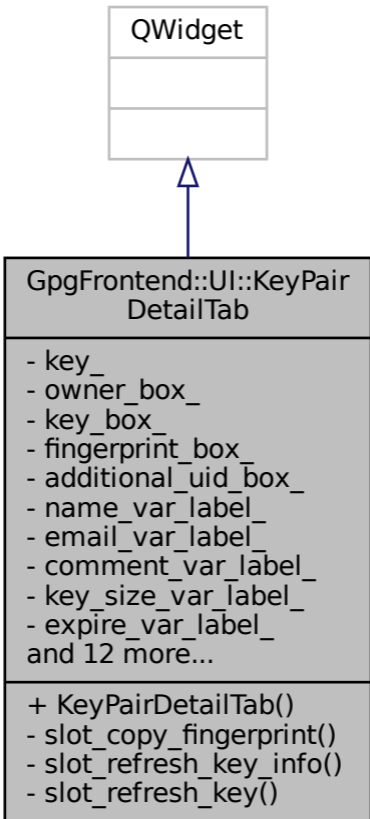 QWidget
GpgFrontend::UI::KeyPair
DetailTab
- key_
- owner_box_
- key_box_
- fingerprint_box_
- additional_uid_box_
- name_var_label_
- email_var_label_
- comment_var_label_
- key_size_var_label_
- expire_var_label_
and 12 more...
+ KeyPairDetailTab()
- slot_copy_fingerprint()
- slot_refresh_key_info()
- slot_refresh_key()